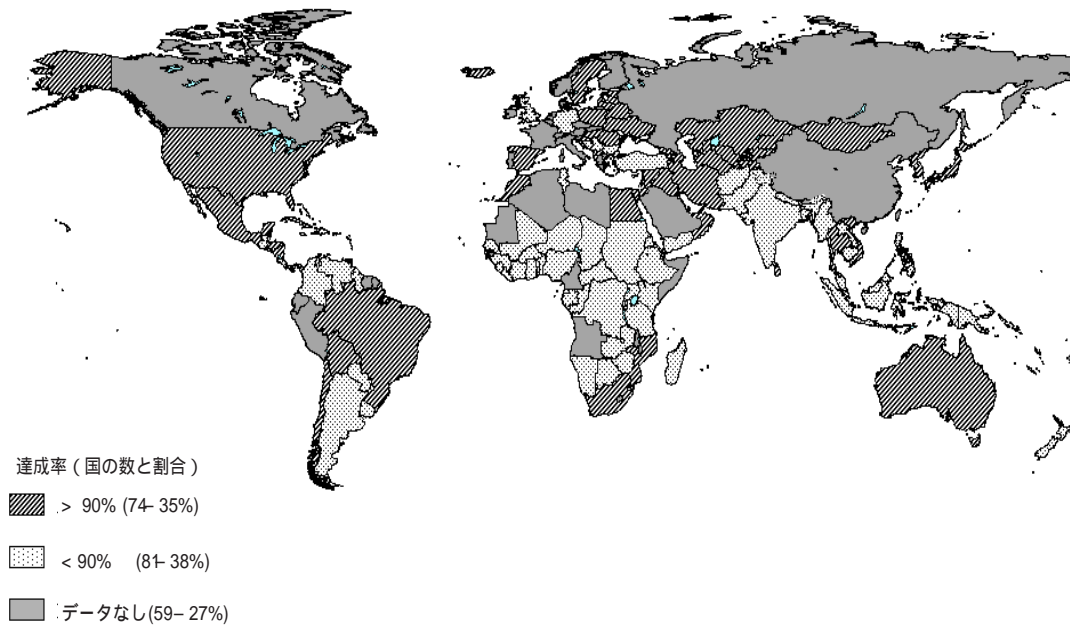 達成率（国の数と割合）
> 90% (74– 35%)
< 90% (81– 38%)
データなし(59– 27%)